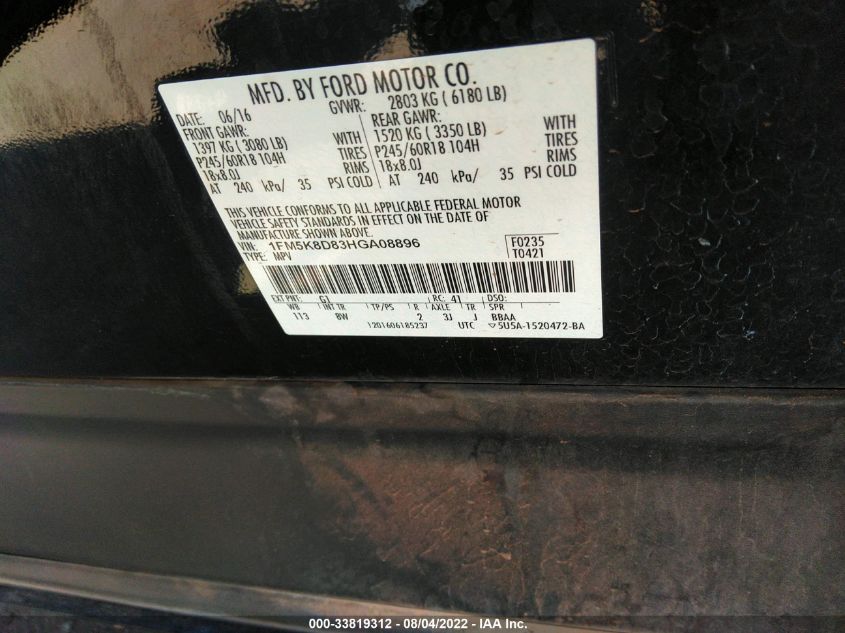 MFD. BY FORD MOTOR CO.
DATE: 06/16 GVWR: 2803 KG ( 6180 LB)
FRONT GAWR: REAR GAWR:
1397 KG ( 3080 LB) WITH 1520 KG ( 3350 LB) WITH
P245/60R18 104H TIRES P245/60R18 104H TIRES
18x8.0J RIMS 18x8.0J RIMS
AT 240 kPa/ 35 PSI COLD AT 240 kPa/ 35 PSI COLD
THIS VEHICLE CONFORMS TO ALL APPLICABLE FEDERAL MOTOR
VEHICLE SAFETY STANDARDS IN EFFECT ON THE DATE OF
MANUFACTURE SHOWN ABOVE.
VIN: 1FM5K8D83HGA08896 F0235
TYPE: MPV T0421
EXT PNT: G1 RC: 41 DSO:
WB INT TR TP/PS R AXLE TR SPR
113 BW 2 3J J BBAA
1201606185237 UTC ▽5U5A-1520472-BA
000-33819312 - 08/04/2022 - IAA Inc.